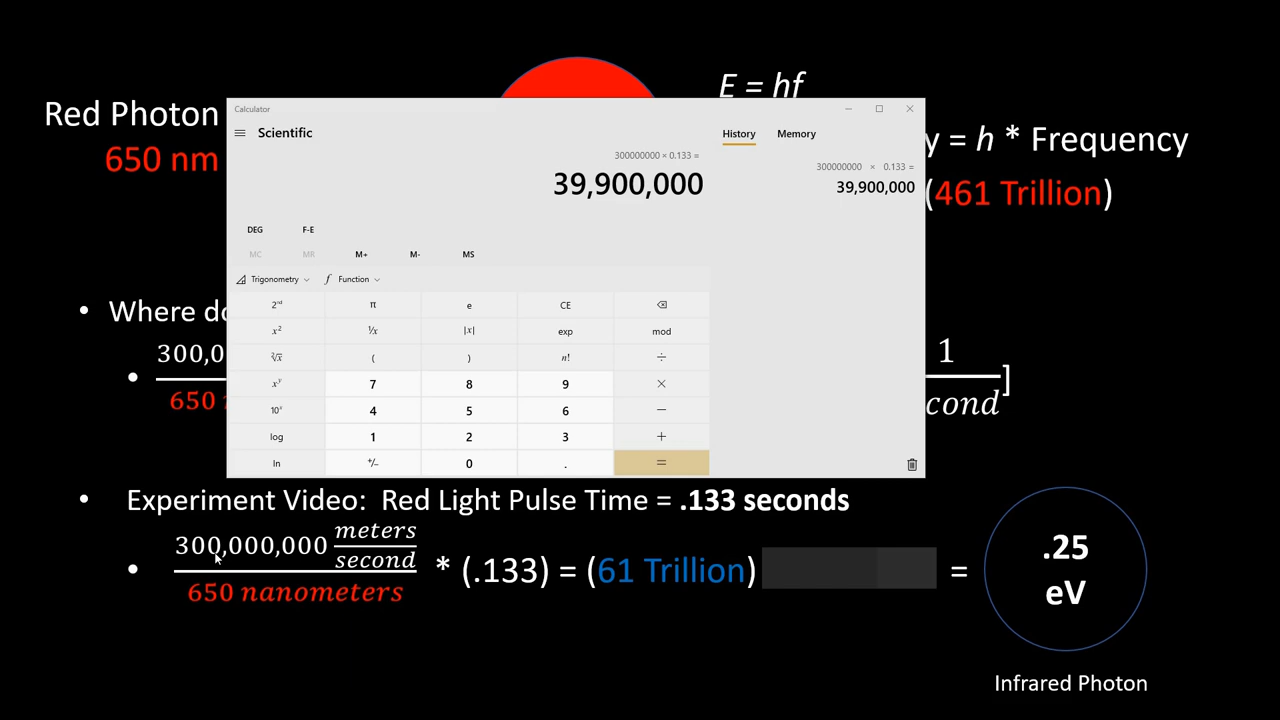 E = hf
Red Photon
650 nm
y = h * Frequency
(461 Trillion)
Calculator
Scientific
300000000 × 0.133 =
39,900,000
History Memory
300000000 × 0.133 =
39,900,000
DEG F-E
MC MR M+ M- MS
Trigonometry f Function
2ⁿᵈ π e CE
x² ¹/x |x| exp mod
²√x ( ) n! ÷
xʸ 7 8 9 ×
10ˣ 4 5 6 −
log 1 2 3 +
ln +/− 0 . =
• Where do
• 300,0
650
1
cond]
• Experiment Video: Red Light Pulse Time = .133 seconds
• 300,000,000 meters/second
650 nanometers
* (.133) = (61 Trillion) =
.25
eV
Infrared Photon